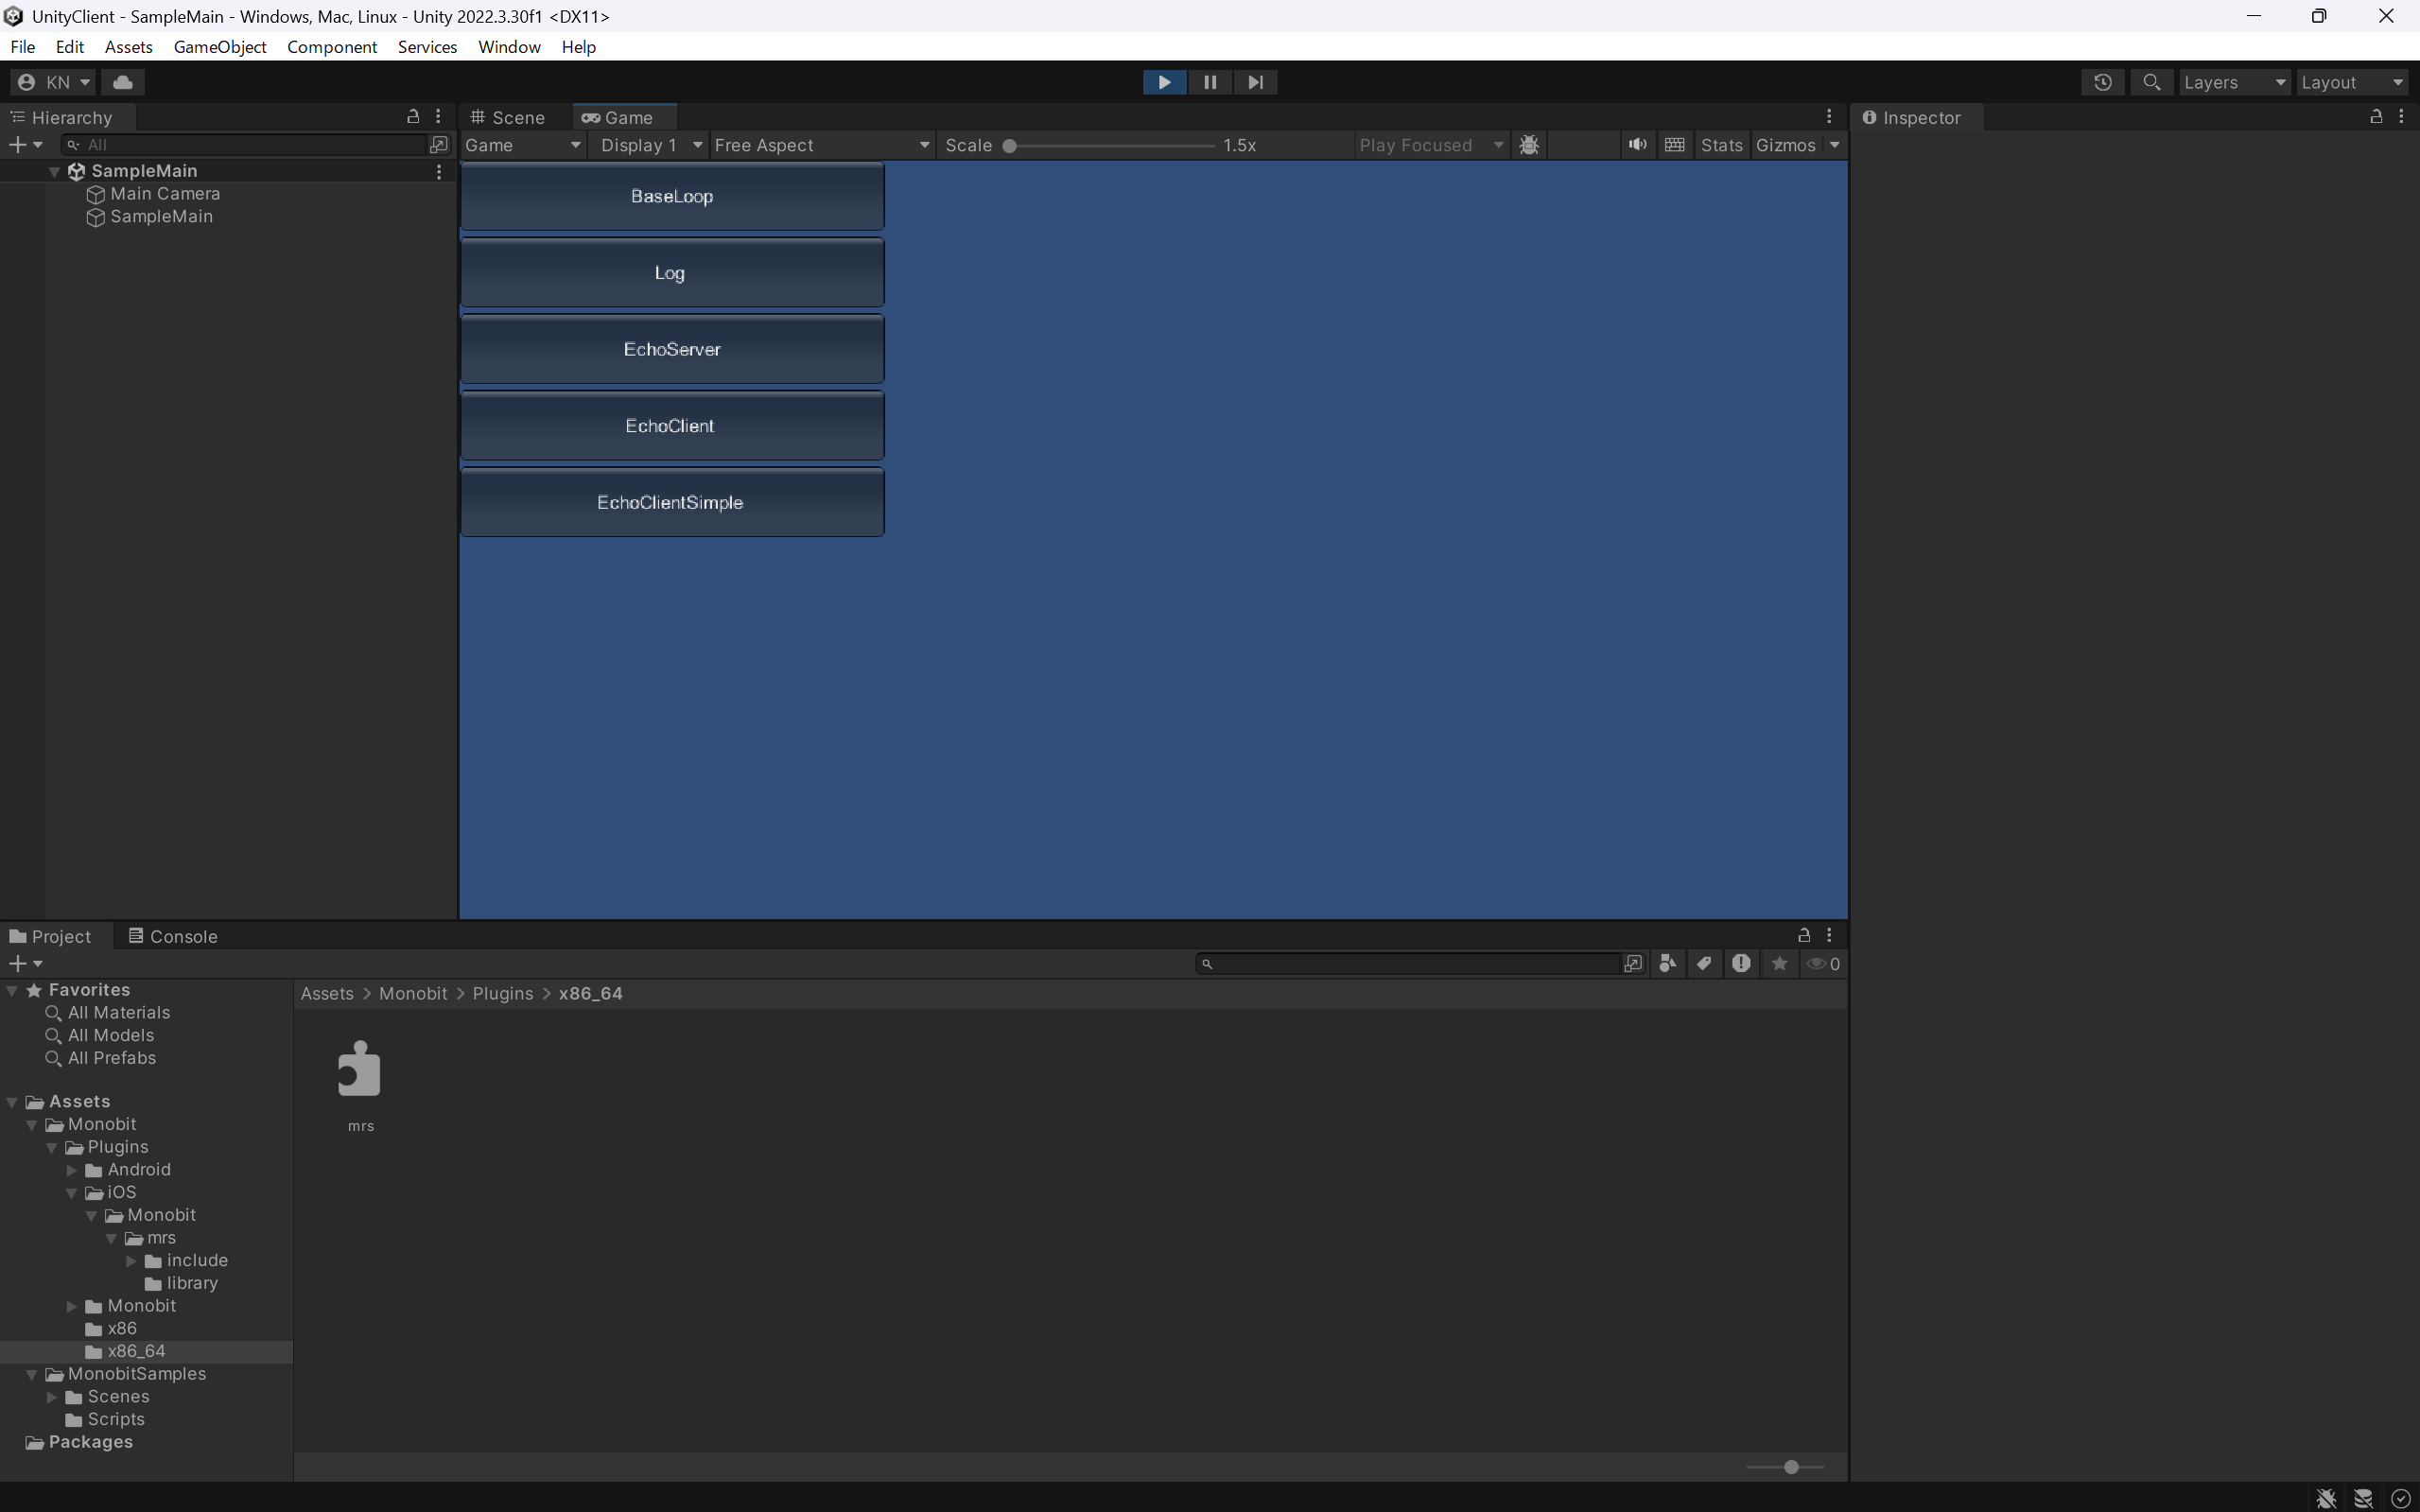 UnityClient - SampleMain - Windows, Mac, Linux - Unity 2022.3.30f1 <DX11>
File Edit Assets GameObject Component Services Window Help
KN
Layers Layout
Hierarchy
Scene Game
Inspector
All
Game Display 1 Free Aspect Scale 1.5x Play Focused Stats Gizmos
SampleMain
Main Camera
SampleMain
BaseLoop
Log
EchoServer
EchoClient
EchoClientSimple
Project Console
0
Favorites
All Materials
All Models
All Prefabs
Assets
Monobit
Plugins
Android
iOS
Monobit
mrs
include
library
Monobit
x86
x86_64
MonobitSamples
Scenes
Scripts
Packages
Assets > Monobit > Plugins > x86_64
mrs